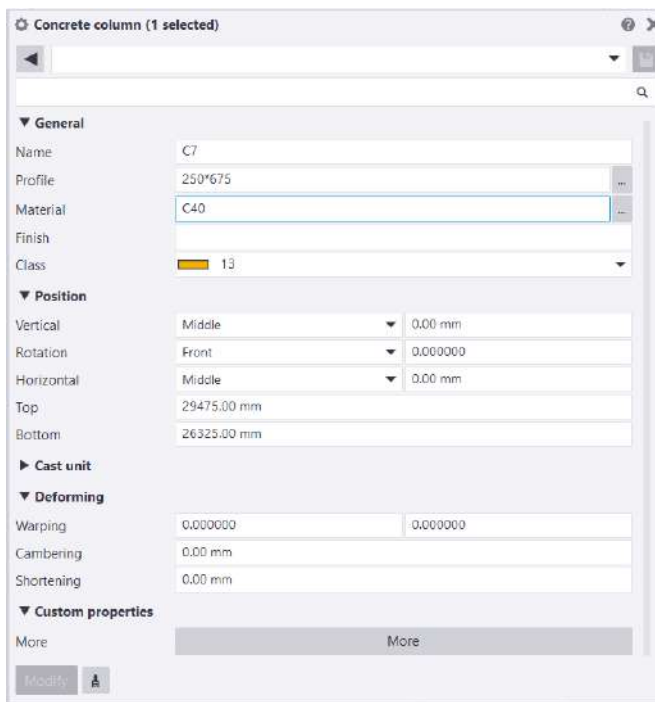 Concrete column (1 selected)
General
Name C7
Profile 250*675 ...
Material C40 ...
Finish
Class 13
Position
Vertical Middle 0.00 mm
Rotation Front 0.000000
Horizontal Middle 0.00 mm
Top 29475.00 mm
Bottom 26325.00 mm
Cast unit
Deforming
Warping 0.000000 0.000000
Cambering 0.00 mm
Shortening 0.00 mm
Custom properties
More More
Modify